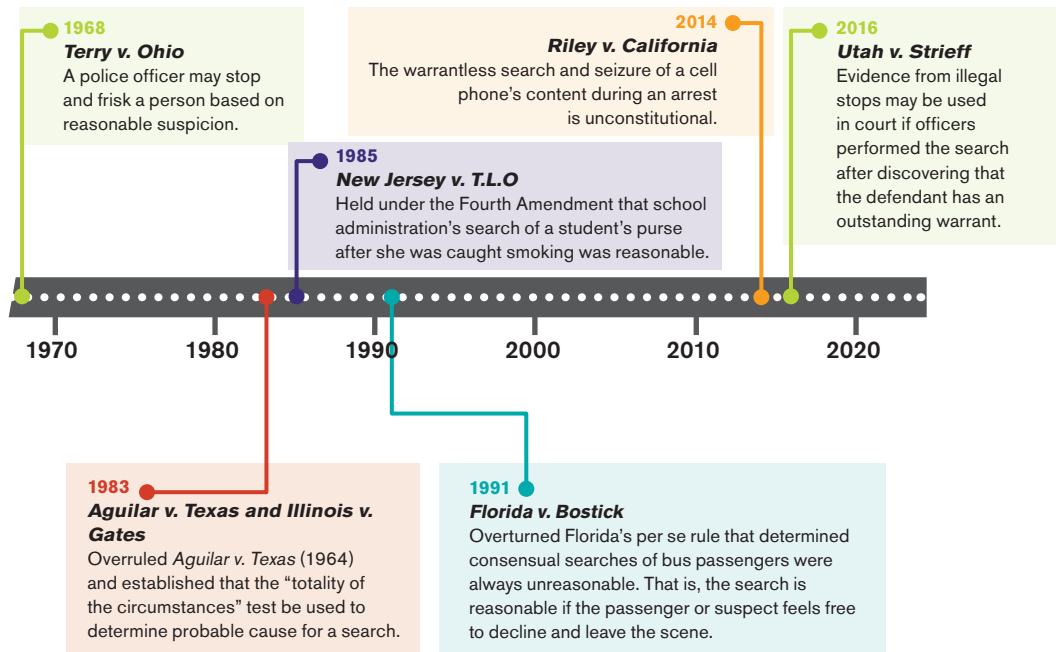 1968
Terry v. Ohio
A police officer may stop
and frisk a person based on
reasonable suspicion.
2014
Riley v. California
The warrantless search and seizure of a cell
phone’s content during an arrest
is unconstitutional.
2016
Utah v. Strieff
Evidence from illegal
stops may be used
in court if officers
performed the search
after discovering that
the defendant has an
outstanding warrant.
1985
New Jersey v. T.L.O
Held under the Fourth Amendment that school
administration’s search of a student’s purse
after she was caught smoking was reasonable.
1970
1980
1990
2000
2010
2020
1983
Aguilar v. Texas and Illinois v.
Gates
Overruled Aguilar v. Texas (1964)
and established that the “totality of
the circumstances” test be used to
determine probable cause for a search.
1991
Florida v. Bostick
Overturned Florida’s per se rule that determined
consensual searches of bus passengers were
always unreasonable. That is, the search is
reasonable if the passenger or suspect feels free
to decline and leave the scene.